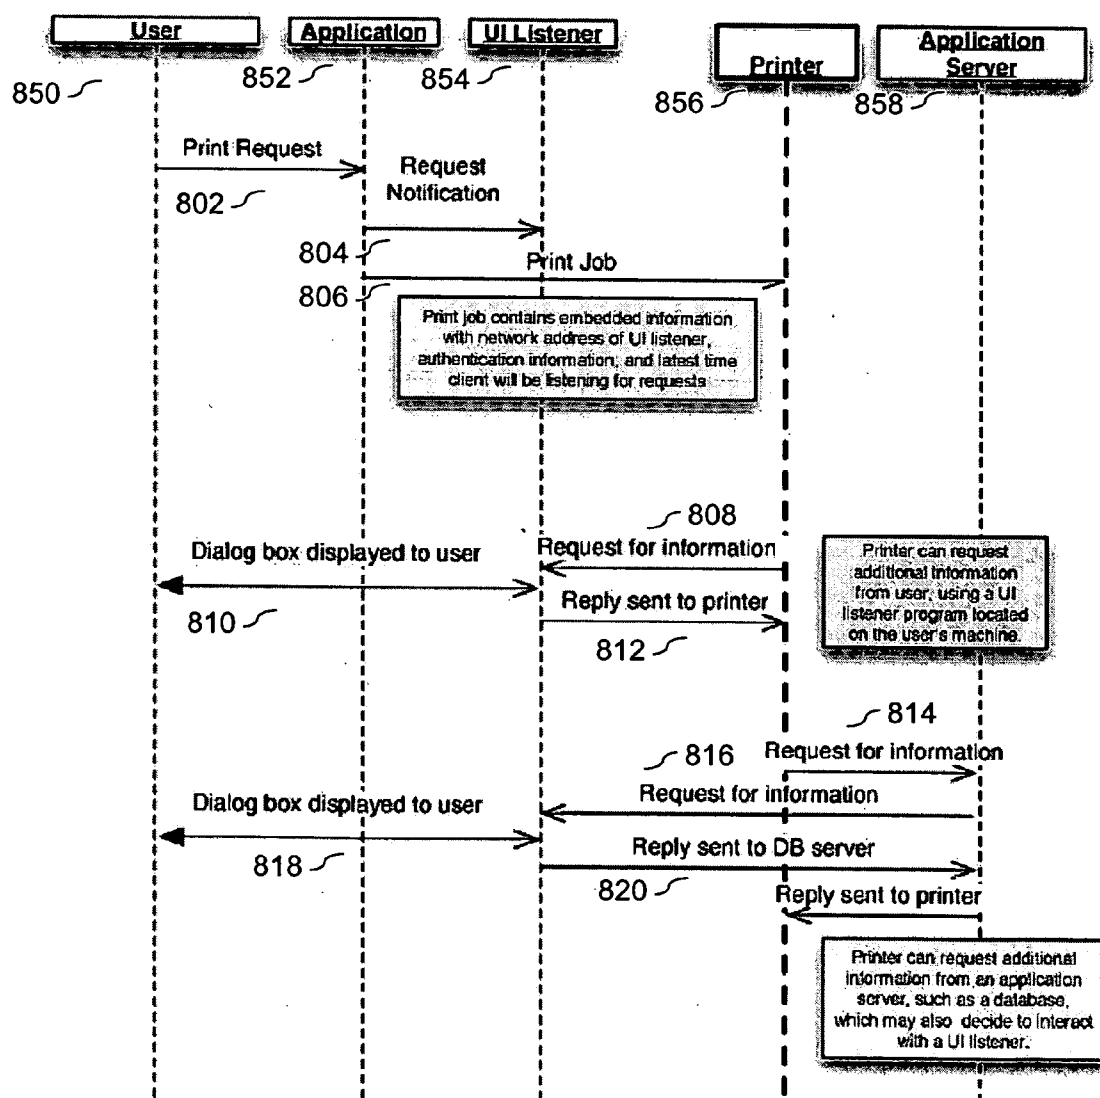 User
Application
UI Listener
Printer
Application
Server
850
852
854
856
858
Print Request
802
Request
Notification
804
Print Job
806
Print job contains embedded information
with network address of UI listener,
authentication information, and latest time
client will be listening for requests
808
Request for information
Dialog box displayed to user
810
Reply sent to printer
812
Printer can request
additional information
from user, using a UI
listener program located
on the user's machine.
814
Request for information
816
Request for information
Dialog box displayed to user
818
Reply sent to DB server
820
Reply sent to printer
Printer can request additional
information from an application
server, such as a database,
which may also decide to interact
with a UI listener.